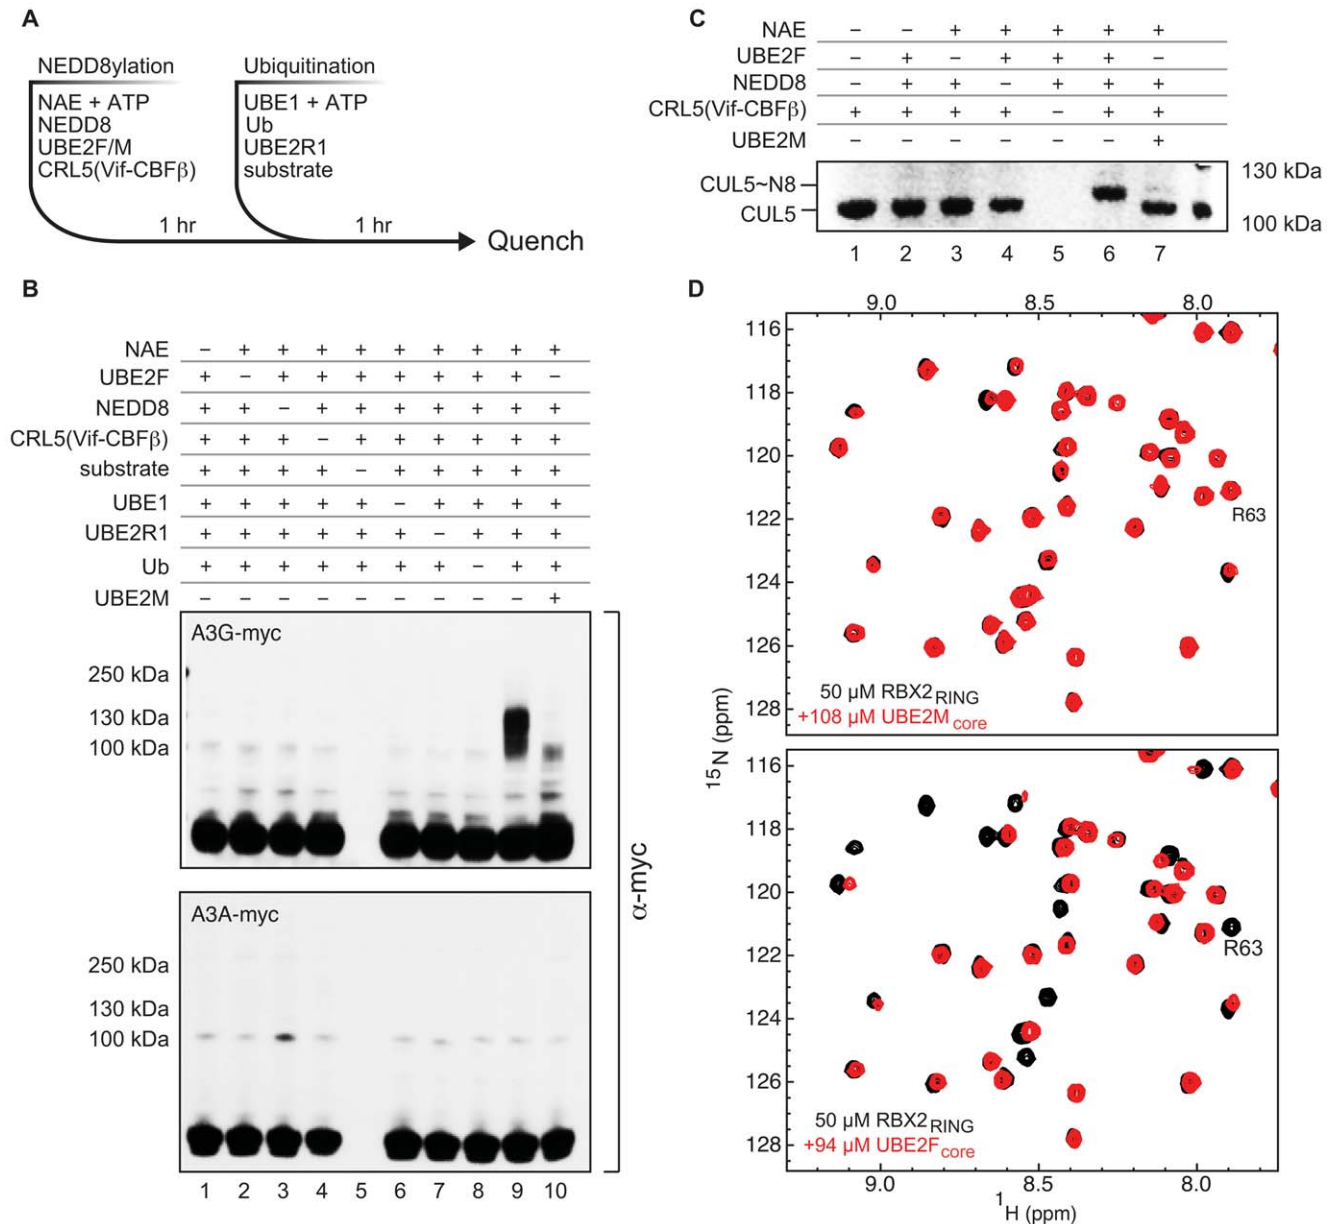 A
NEDD8ylation
NAE + ATP
NEDD8
UBE2F/M
CRL5(Vif-CBFβ)
1 hr
Ubiquitination
UBE1 + ATP
Ub
UBE2R1
substrate
1 hr
Quench
B
NAE – + + + + + + + + +
UBE2F + – + + + + + + + –
NEDD8 + + – + + + + + + +
CRL5(Vif-CBFβ) + + + – + + + + + +
substrate + + + + – + + + + +
UBE1 + + + + + – + + + +
UBE2R1 + + + + + + – + + +
Ub + + + + + + + – + +
UBE2M – – – – – – – – – +
A3G-myc
250 kDa
130 kDa
100 kDa
A3A-myc
250 kDa
130 kDa
100 kDa
1 2 3 4 5 6 7 8 9 10
α-myc
C
NAE – – + + + + +
UBE2F – + – + + + –
NEDD8 – + + – + + +
CRL5(Vif-CBFβ) + + + + – + +
UBE2M +
CUL5~N8
CUL5
130 kDa
100 kDa
1 2 3 4 5 6 7
D
9.0 8.5 8.0
116
118
120
122
124
126
128
R63
50 µM RBX2RING
+108 µM UBE2Mcore
15N (ppm)
116
118
120
122
124
126
128
R63
50 µM RBX2RING
+94 µM UBE2Fcore
9.0 8.5 8.0
1H (ppm)